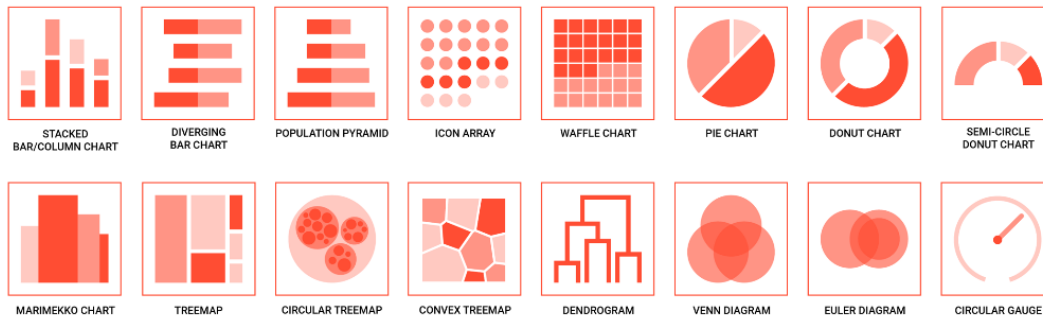 STACKED
BAR/COLUMN CHART
DIVERGING
BAR CHART
POPULATION PYRAMID
ICON ARRAY
WAFFLE CHART
PIE CHART
DONUT CHART
SEMI-CIRCLE
DONUT CHART
MARIMEKKO CHART
TREEMAP
CIRCULAR TREEMAP
CONVEX TREEMAP
DENDROGRAM
VENN DIAGRAM
EULER DIAGRAM
CIRCULAR GAUGE